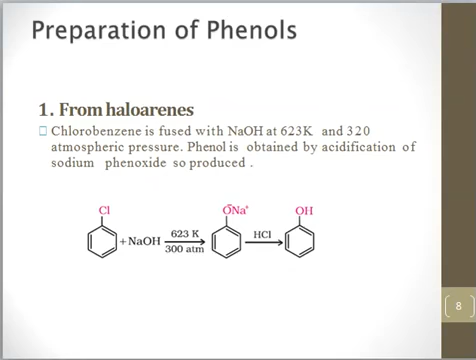 Preparation of Phenols
1. From haloarenes
Chlorobenzene is fused with NaOH at 623K and 320
atmospheric pressure. Phenol is obtained by acidification of
sodium phenoxide so produced .
Cl
+ NaOH
623 K
300 atm
ŌNa⁺
HCl
OH
8